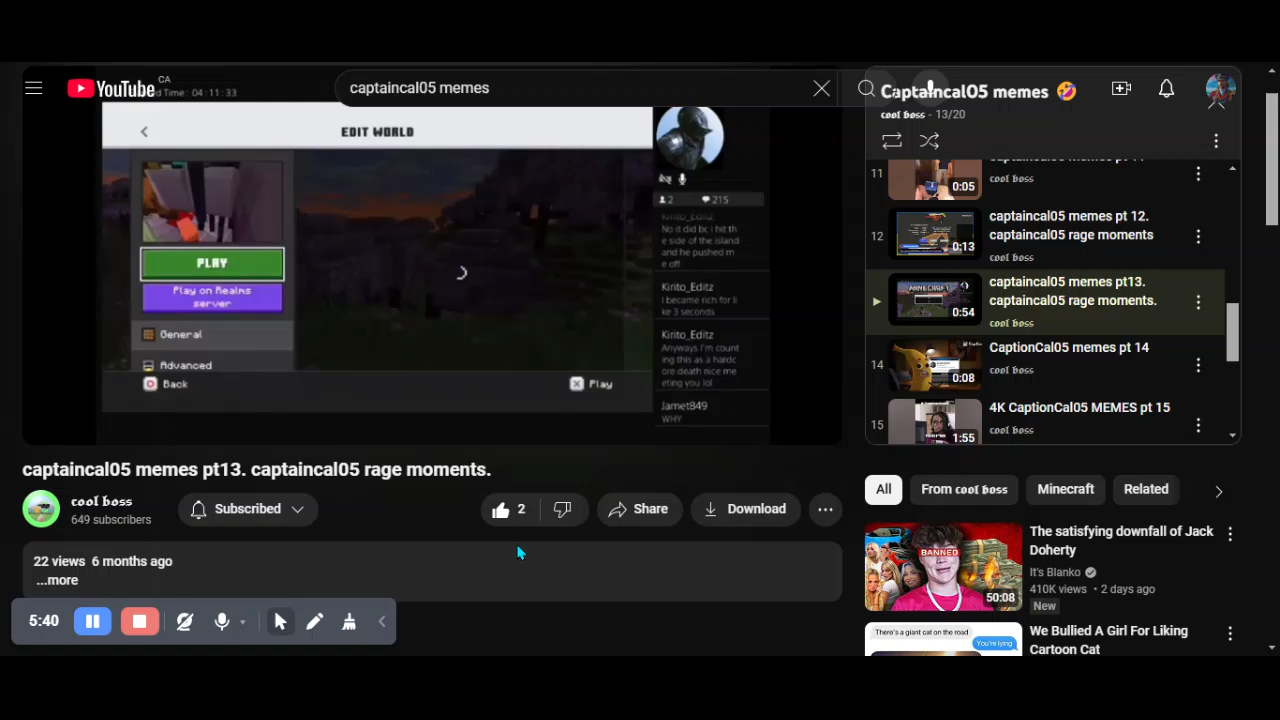 YouTube
CA
d Time: 04:11:33
captaincal05 memes
EDIT WORLD
PLAY
Play on Realms
server
General
Advanced
Back
Play
2
215
Kirito_Editz
No it did bc i hit th
e side of the island
and he pushed m
e off
Kirito_Editz
I became rich for li
ke 3 seconds
Kirito_Editz
Anyways I'm count
ing this as a hardc
ore death nice me
eting you lol
Jamet849
WHY
Captaincal05 memes 🤣
cool boss - 13/20
11
0:05
cool boss
12
0:13
captaincal05 memes pt 12.
captaincal05 rage moments
cool boss
MINECRAFT
0:54
captaincal05 memes pt13.
captaincal05 rage moments.
cool boss
14
0:08
CaptionCal05 memes pt 14
cool boss
15
1:55
4K CaptionCal05 MEMES pt 15
cool boss
captaincal05 memes pt13. captaincal05 rage moments.
cool boss
649 subscribers
Subscribed
2
Share
Download
22 views 6 months ago
...more
5:40
All
From cool boss
Minecraft
Related
BANNED
50:08
The satisfying downfall of Jack
Doherty
It's Blanko
410K views • 2 days ago
New
There's a giant cat on the road
You're lying
We Bullied A Girl For Liking
Cartoon Cat